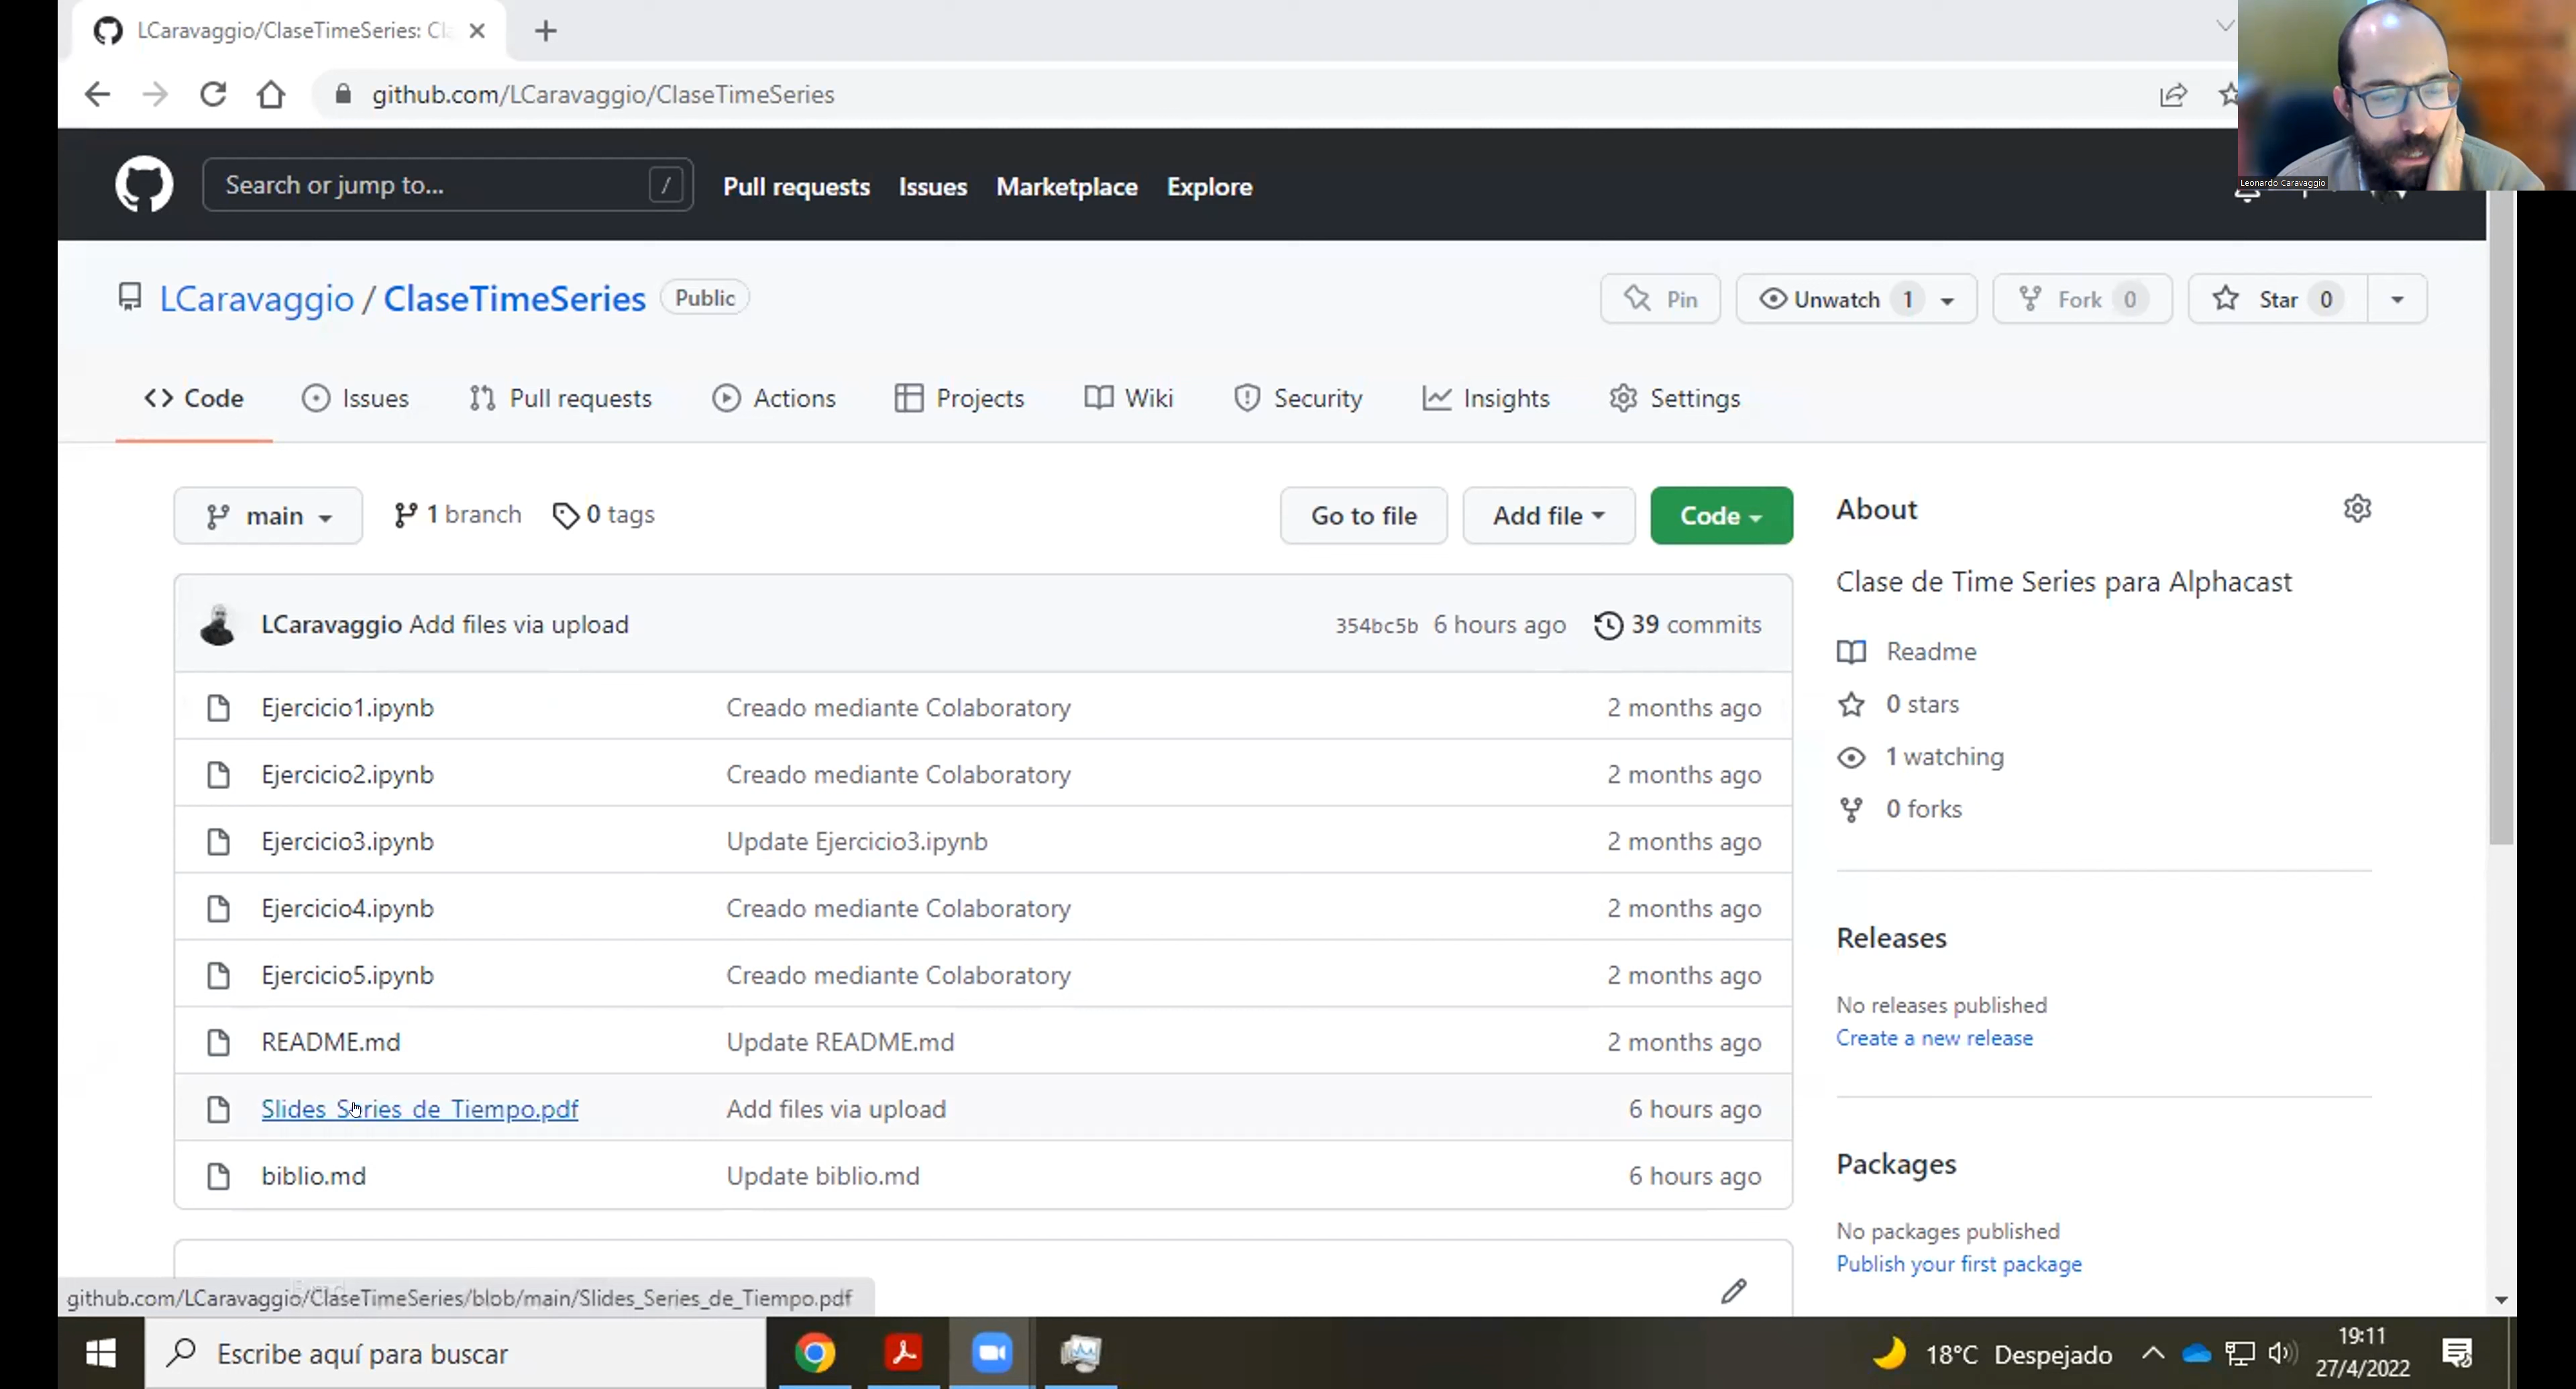 LCaravaggio/ClaseTimeSeries: Cl
github.com/LCaravaggio/ClaseTimeSeries
Leonardo Caravaggio
Search or jump to... /
Pull requests Issues Marketplace Explore
LCaravaggio / ClaseTimeSeries Public
Pin Unwatch 1 Fork 0 Star 0
Code Issues Pull requests Actions Projects Wiki Security Insights Settings
main 1 branch 0 tags Go to file Add file Code
LCaravaggio Add files via upload 354bc5b 6 hours ago 39 commits
Ejercicio1.ipynb Creado mediante Colaboratory 2 months ago
Ejercicio2.ipynb Creado mediante Colaboratory 2 months ago
Ejercicio3.ipynb Update Ejercicio3.ipynb 2 months ago
Ejercicio4.ipynb Creado mediante Colaboratory 2 months ago
Ejercicio5.ipynb Creado mediante Colaboratory 2 months ago
README.md Update README.md 2 months ago
Slides_Series_de_Tiempo.pdf Add files via upload 6 hours ago
biblio.md Update biblio.md 6 hours ago
About
Clase de Time Series para Alphacast
Readme
0 stars
1 watching
0 forks
Releases
No releases published
Create a new release
Packages
No packages published
Publish your first package
github.com/LCaravaggio/ClaseTimeSeries/blob/main/Slides_Series_de_Tiempo.pdf
Escribe aquí para buscar
18°C Despejado
19:11
27/4/2022